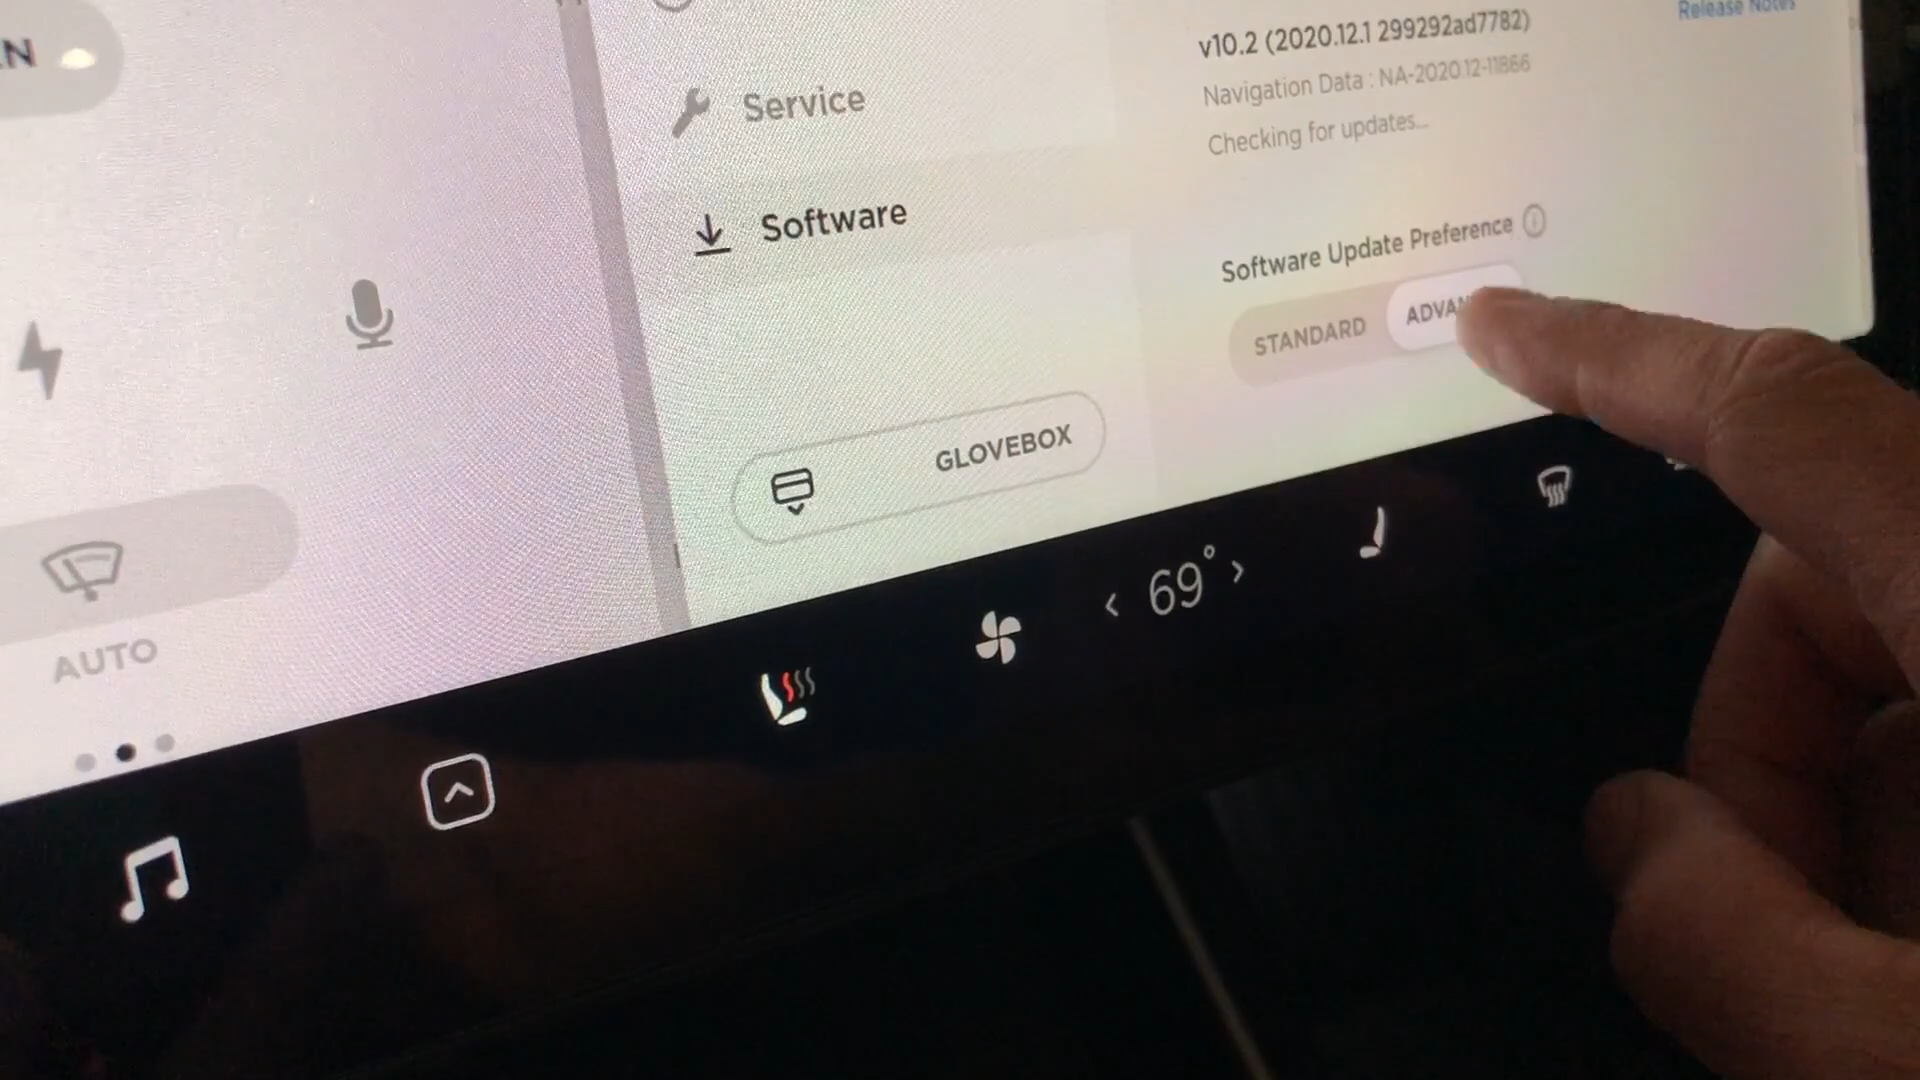 v10.2 (2020.12.1 299292ad7782)
Release Notes
Navigation Data : NA-2020.12-11866
Checking for updates...
Service
Software
Software Update Preference
STANDARD
GLOVEBOX
< 69° >
AUTO